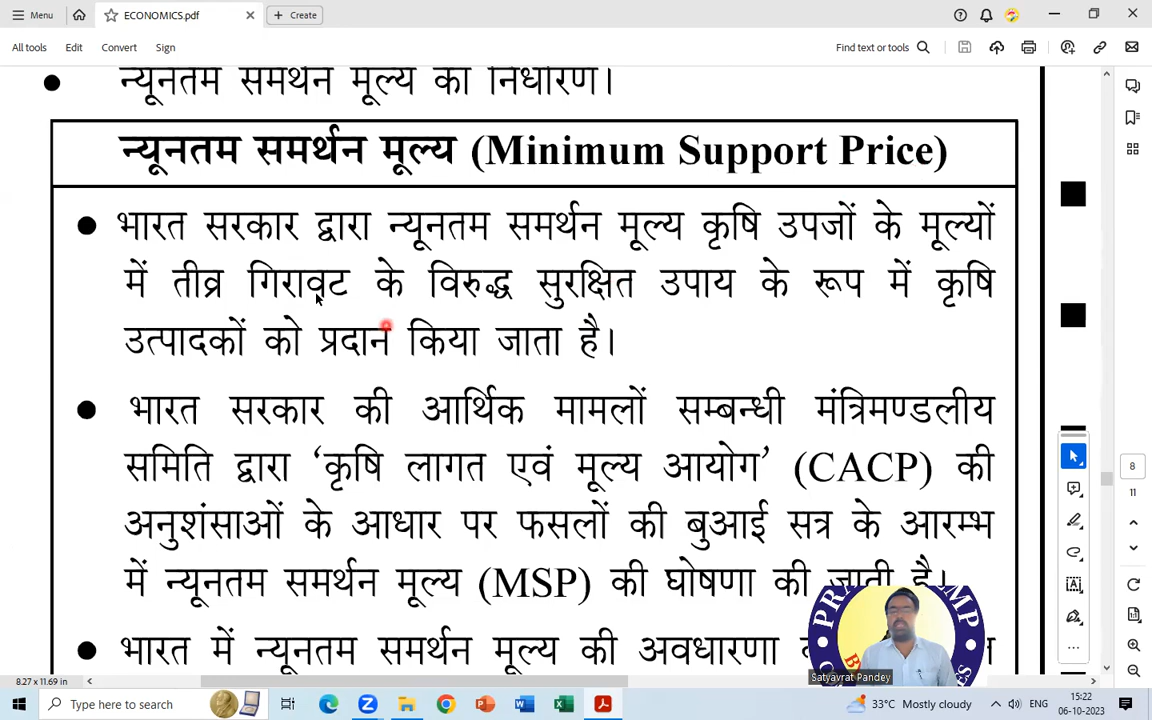 Menu
ECONOMICS.pdf
Create
All tools Edit Convert Sign
Find text or tools
न्यूनतम समर्थन मूल्य का निर्धारण।
न्यूनतम समर्थन मूल्य (Minimum Support Price)
भारत सरकार द्वारा न्यूनतम समर्थन मूल्य कृषि उपजों के मूल्यों
में तीव्र गिरावट के विरुद्ध सुरक्षित उपाय के रूप में कृषि
उत्पादकों को प्रदान किया जाता है।
भारत सरकार की आर्थिक मामलों सम्बन्धी मंत्रिमण्डलीय
समिति द्वारा ‘कृषि लागत एवं मूल्य आयोग’ (CACP) की
अनुशंसाओं के आधार पर फसलों की बुआई सत्र के आरम्भ
में न्यूनतम समर्थन मूल्य (MSP) की घोषणा की जाती है।
भारत में न्यूनतम समर्थन मूल्य की अवधारणा
Satyavrat Pandey
8
11
8.27 x 11.69 in
Type here to search
33°C Mostly cloudy
ENG
15:22
06-10-2023